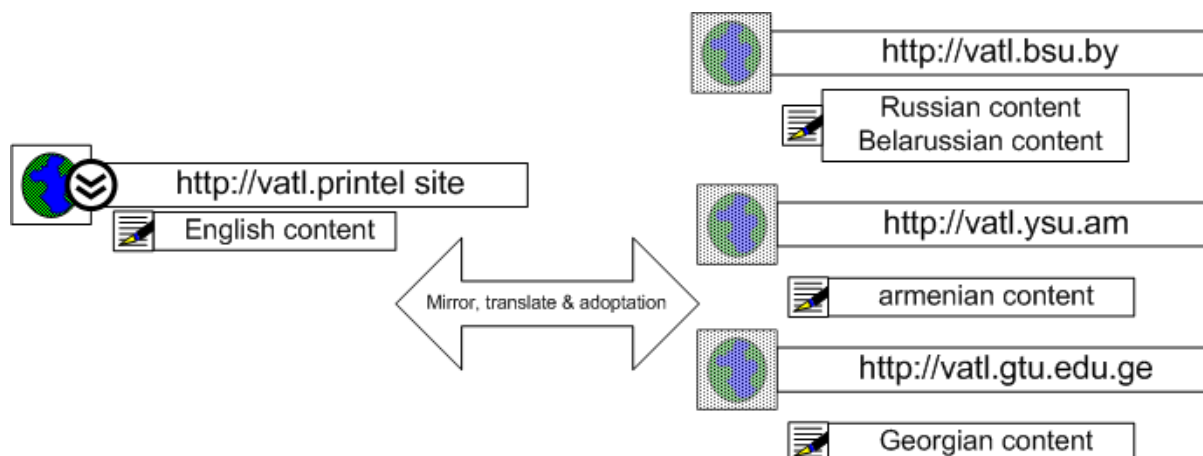 http://vatl.printel site
English content
Mirror, translate & adoptation
http://vatl.bsu.by
Russian content
Belarussian content
http://vatl.ysu.am
armenian content
http://vatl.gtu.edu.ge
Georgian content